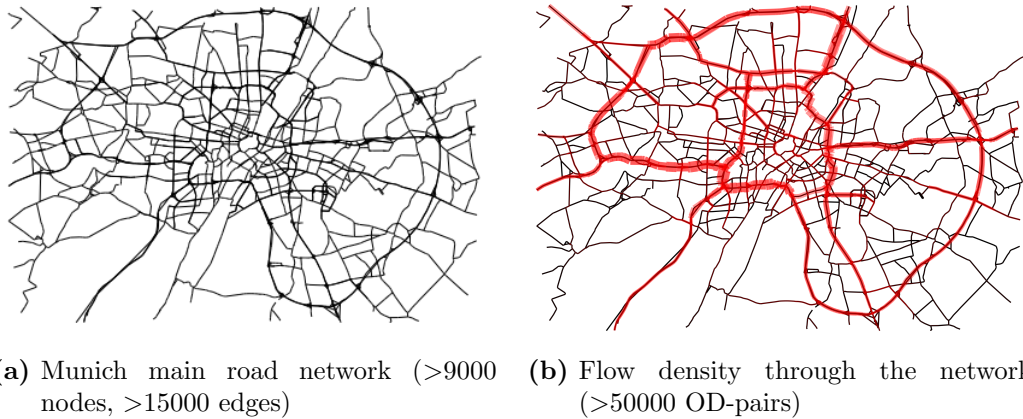 a) Munich main road network (>9000
nodes, >15000 edges)
(b) Flow density through the network
(>50000 OD-pairs)